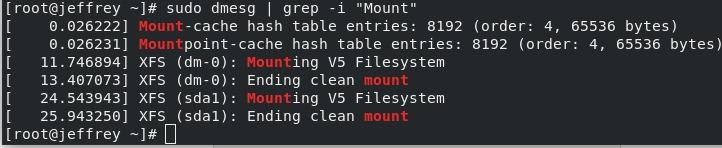 [root@jeffrey ~]# sudo dmesg | grep -i "Mount"
[    0.026222] Mount-cache hash table entries: 8192 (order: 4, 65536 bytes)
[    0.026231] Mountpoint-cache hash table entries: 8192 (order: 4, 65536 bytes)
[   11.746894] XFS (dm-0): Mounting V5 Filesystem
[   13.407073] XFS (dm-0): Ending clean mount
[   24.543943] XFS (sda1): Mounting V5 Filesystem
[   25.943250] XFS (sda1): Ending clean mount
[root@jeffrey ~]#